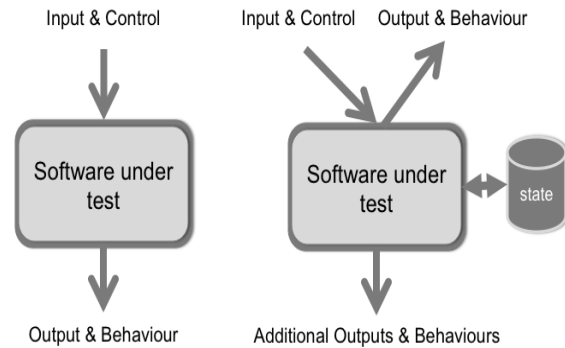 Input & Control
Input & Control
Output & Behaviour
Software under
test
Software under
test
state
Output & Behaviour
Additional Outputs & Behaviours